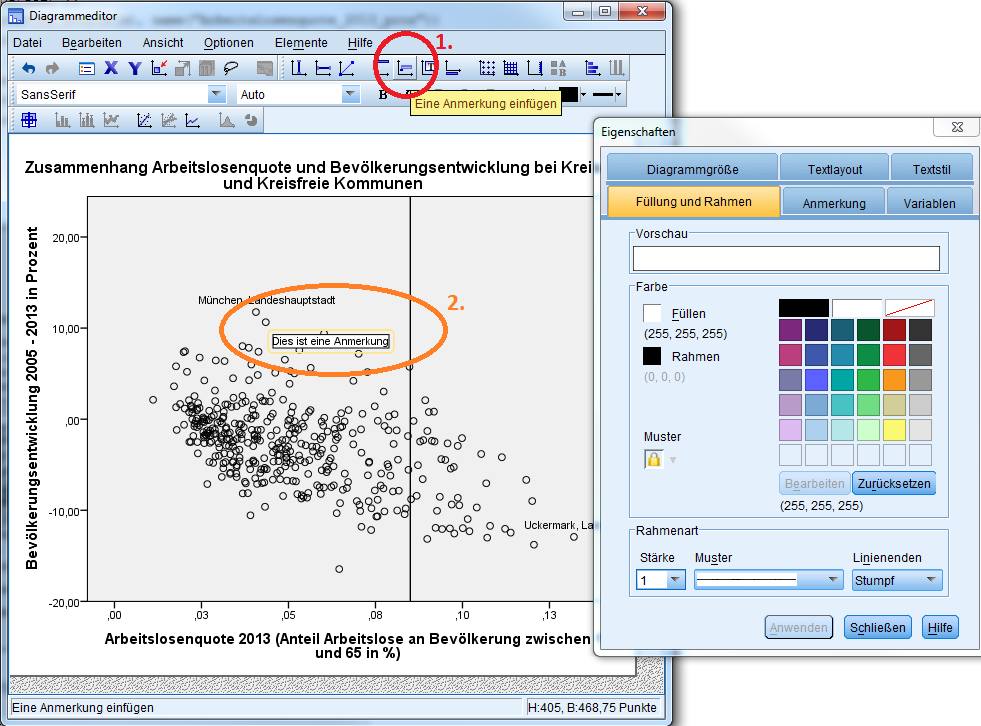 Diagrammeditor
Datei Bearbeiten Ansicht Optionen Elemente Hilfe
1.
X Y
SansSerif Auto B
Eine Anmerkung einfügen
Zusammenhang Arbeitslosenquote und Bevölkerungsentwicklung bei
und Kreisfreie Kommunen
Bevölkerungsentwicklung 2005 - 2013 in Prozent
20,00
10,00
,00
-10,00
-20,00
München, Landeshauptstadt
2.
Dies ist eine Anmerkung
Uckermark,
,00 ,03 ,05 ,08 ,10 ,13
Arbeitslosenquote 2013 (Anteil Arbeitslose an Bevölkerung zwischen
und 65 in %)
Eine Anmerkung einfügen H:405, B:468,75 Punkte
Eigenschaften
Diagrammgröße Textlayout Textstil
Füllung und Rahmen Anmerkung Variablen
Vorschau
Farbe
Füllen
(255, 255, 255)
Rahmen
(0, 0, 0)
Muster
Bearbeiten Zurücksetzen
(255, 255, 255)
Rahmenart
Stärke Muster Linienenden
1 Stumpf
Anwenden Schließen Hilfe